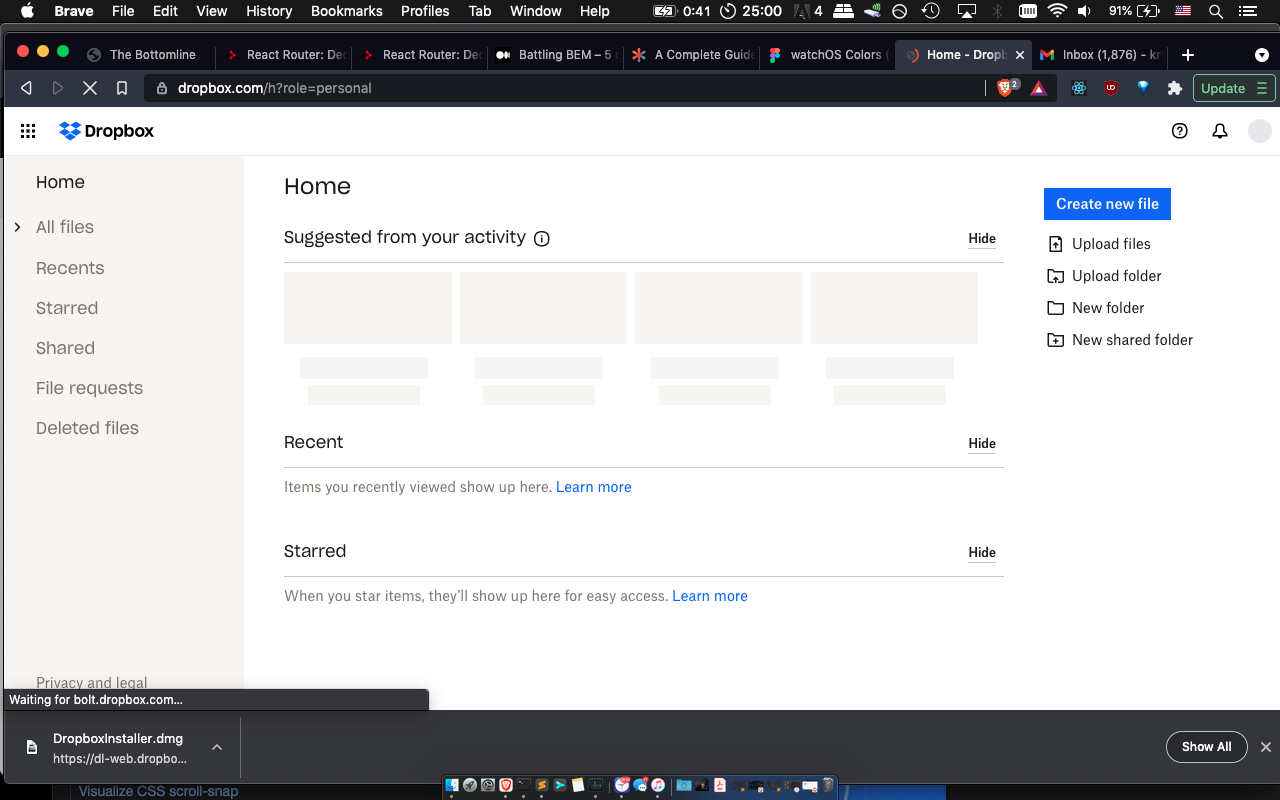 Brave File Edit View History Bookmarks Profiles Tab Window Help 0:41 25:00 4 91%
The Bottomline
React Router: Dec
React Router: Dec
Battling BEM – 5
A Complete Guide
watchOS Colors
Home - Dropb
Inbox (1,876) - kr
dropbox.com/h?role=personal
2
Update
Dropbox
Home
All files
Recents
Starred
Shared
File requests
Deleted files
Privacy and legal
Home
Suggested from your activity
Hide
Recent
Hide
Items you recently viewed show up here. Learn more
Starred
Hide
When you star items, they’ll show up here for easy access. Learn more
Create new file
Upload files
Upload folder
New folder
New shared folder
Waiting for bolt.dropbox.com...
DropboxInstaller.dmg
https://dl-web.dropbo...
Show All
Visualize CSS scroll-snap